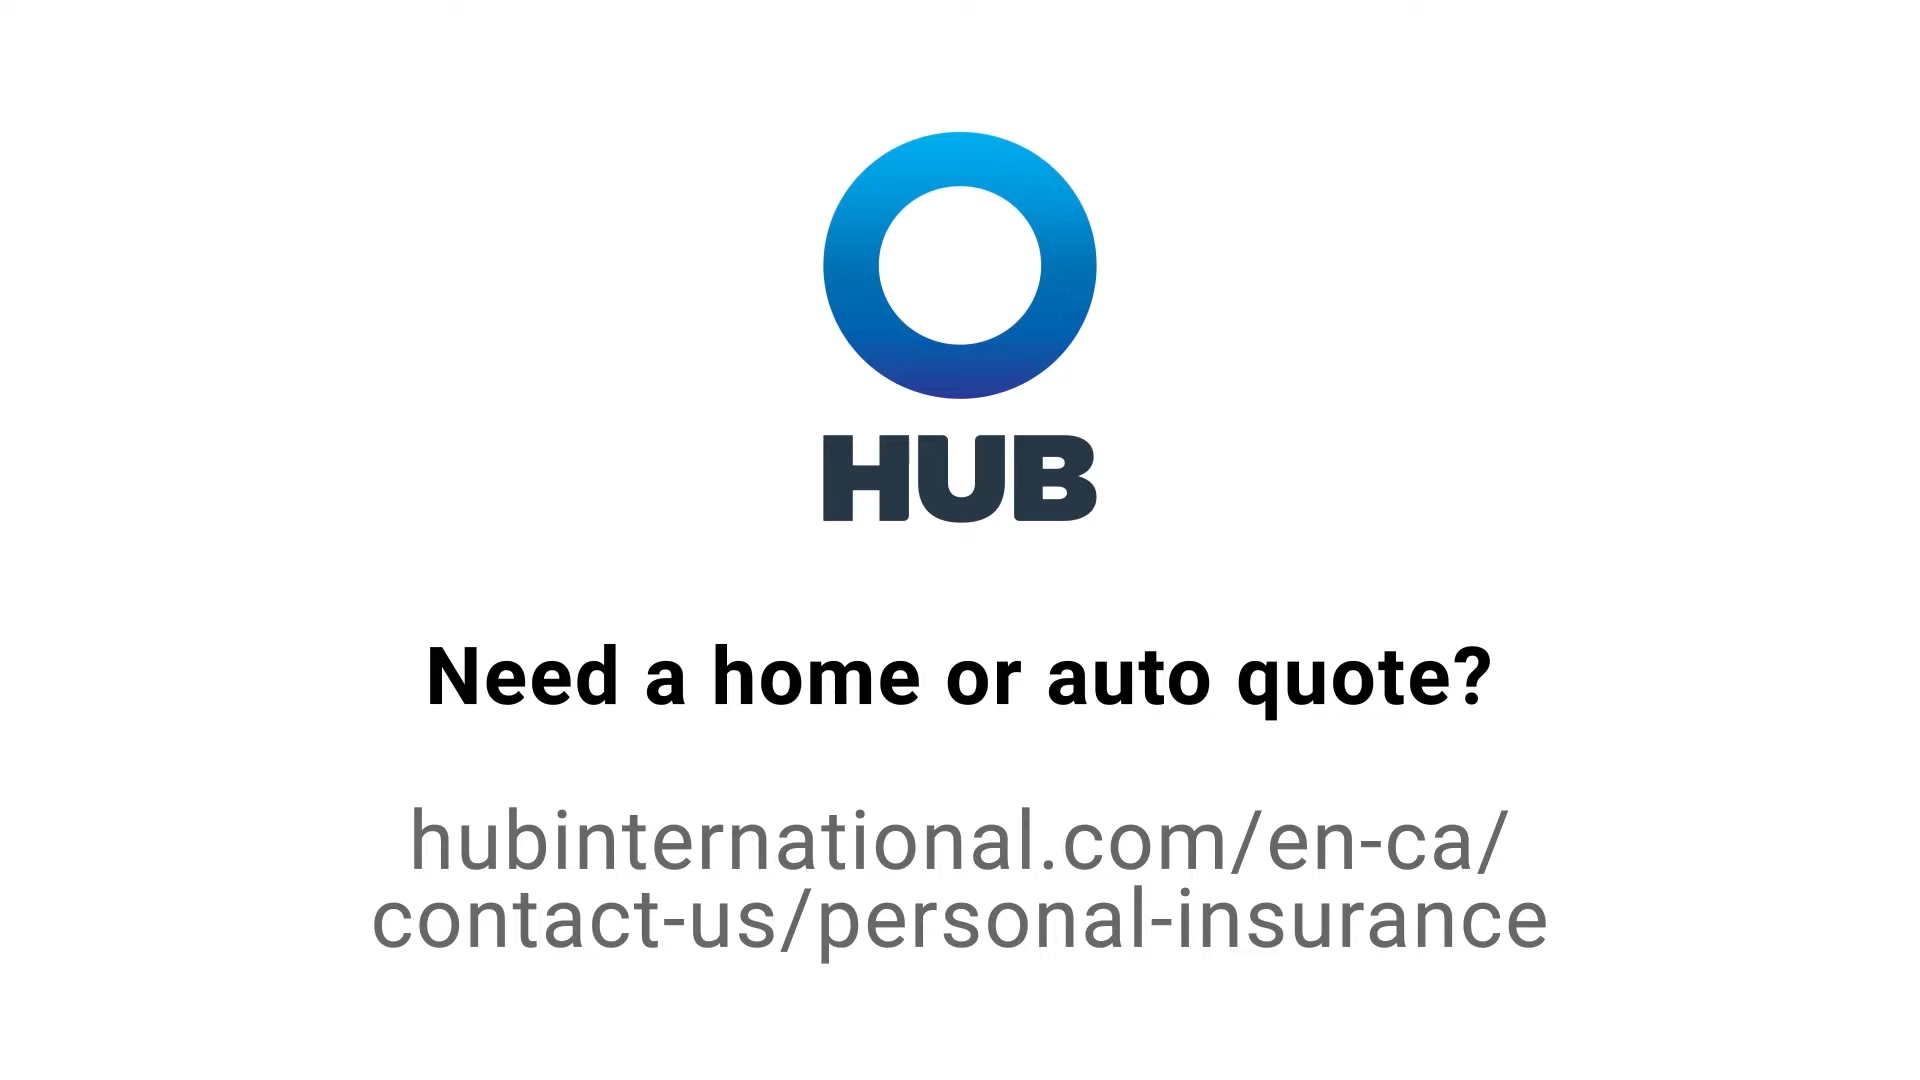 HUB
Need a home or auto quote?
hubinternational.com/en-ca/
contact-us/personal-insurance